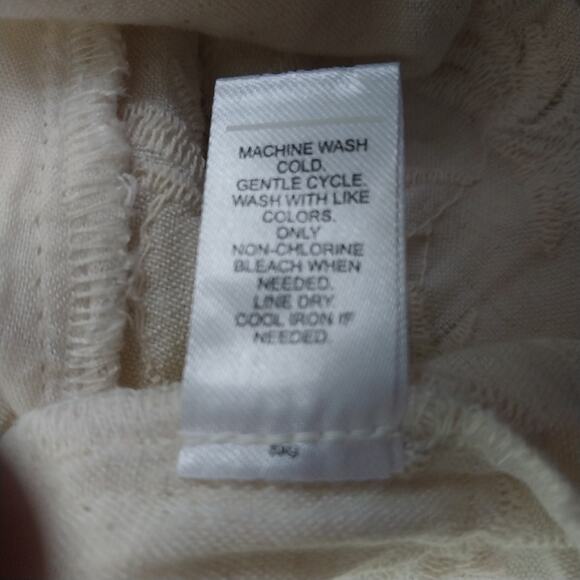 MACHINE WASH
COLD.
GENTLE CYCLE.
WASH WITH LIKE
COLORS.
ONLY
NON-CHLORINE
BLEACH WHEN
NEEDED.
LINE DRY.
COOL IRON IF
NEEDED.